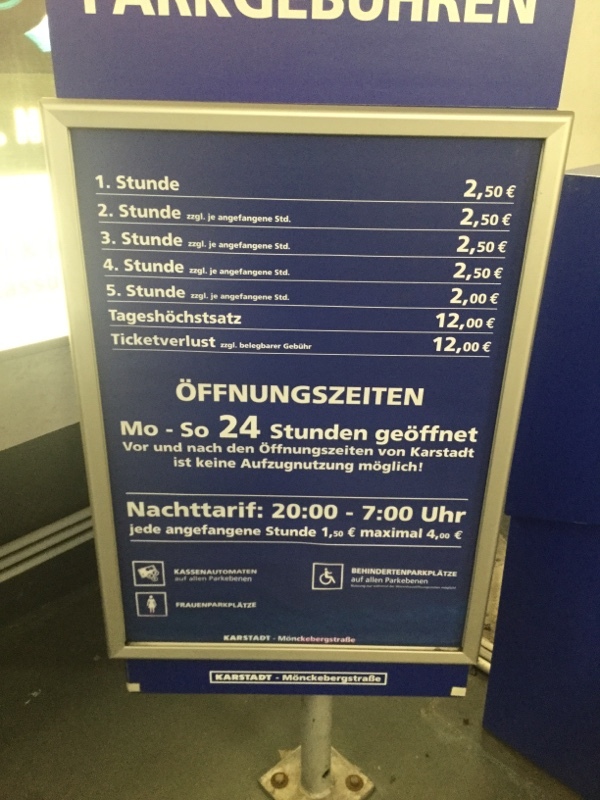 PARKGEBÜHREN
1. Stunde 2,50 €
2. Stunde zzgl. je angefangene Std. 2,50 €
3. Stunde zzgl. je angefangene Std. 2,50 €
4. Stunde zzgl. je angefangene Std. 2,50 €
5. Stunde zzgl. je angefangene Std. 2,00 €
Tageshöchstsatz 12,00 €
Ticketverlust zzgl. belegbarer Gebühr 12,00 €
ÖFFNUNGSZEITEN
Mo - So 24 Stunden geöffnet
Vor und nach den Öffnungszeiten von Karstadt
ist keine Aufzugnutzung möglich!
Nachttarif: 20:00 - 7:00 Uhr
jede angefangene Stunde 1,50 € maximal 4,00 €
KASSENAUTOMATEN
auf allen Parkebenen
BEHINDERTENPARKPLÄTZE
auf allen Parkebenen
FRAUENPARKPLÄTZE
KARSTADT - Mönckebergstraße
KARSTADT - Mönckebergstraße